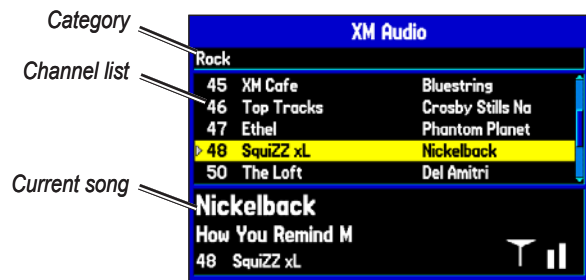 Category
XM Audio
Rock
Channel list
45 XM Cafe Bluestring
46 Top Tracks Crosby Stills Na
47 Ethel Phantom Planet
48 SquiZZ xL Nickelback
50 The Loft Del Amitri
Current song
Nickelback
How You Remind M
48 SquiZZ xL